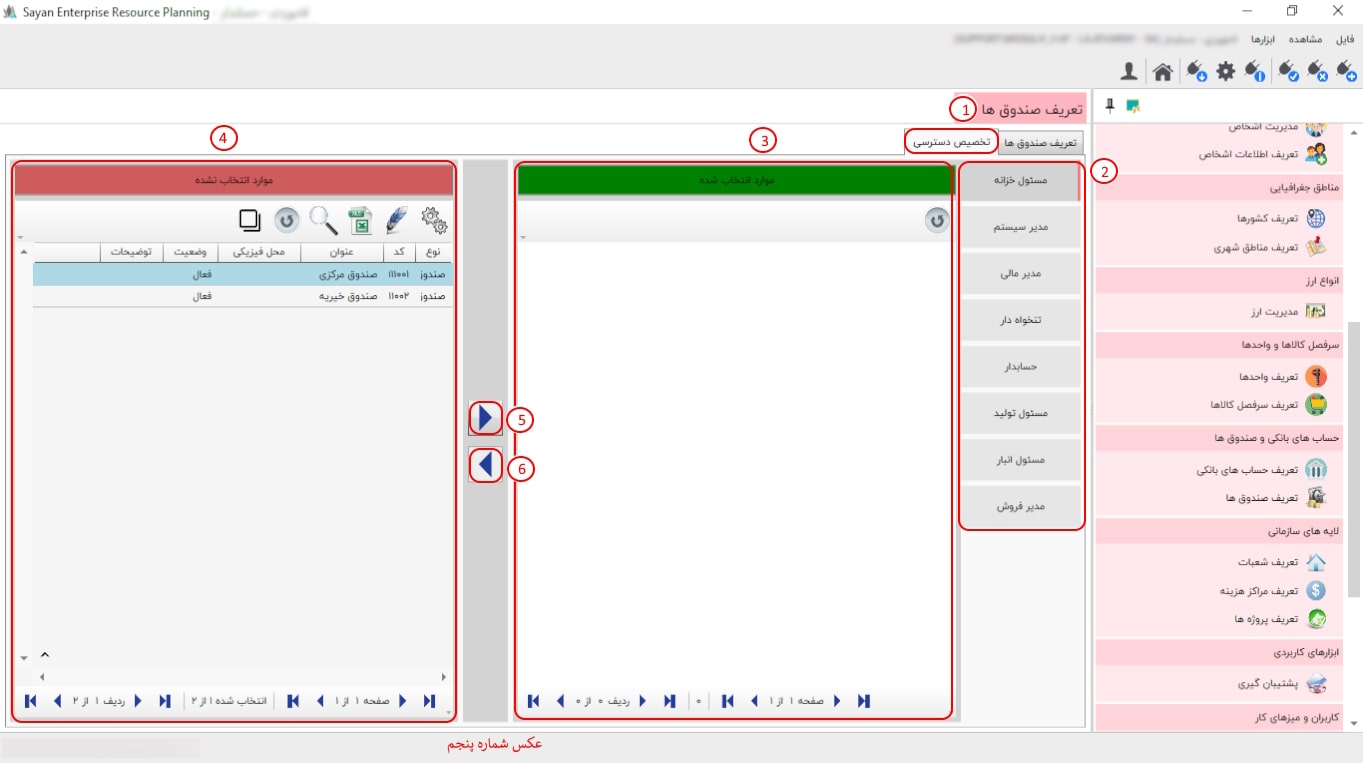 Sayan Enterprise Resource Planning
فایل مشاهده ابزارها
تعریف صندوق ها 1
تعریف صندوق ها تخصیص دسترسی
2
مسئول خزانه
مدیر سیستم
مدیر مالی
تنخواه دار
حسابدار
مسئول تولید
مسئول انبار
مدیر فروش
3
موارد انتخاب شده
صفحه ۱ از ۱
۰
ردیف ۰ از ۰
5
6
4
موارد انتخاب نشده
نوع کد عنوان محل فیزیکی وضعیت توضیحات
صندوز ۱۱۱۰۰۱ صندوق مرکزی فعال
صندوز ۱۱۰۰۲ صندوق خیریه فعال
صفحه ۱ از ۱
انتخاب شده ۱ از ۲
ردیف ۱ از ۲
مدیریت اشخاص
تعریف اطلاعات اشخاص
مناطق جغرافیایی
تعریف کشورها
تعریف مناطق شهری
انواع ارز
مدیریت ارز
سرفصل کالاها و واحدها
تعریف واحدها
تعریف سرفصل کالاها
حساب های بانکی و صندوق ها
تعریف حساب های بانکی
تعریف صندوق ها
لایه های سازمانی
تعریف شعبات
تعریف مراکز هزینه
تعریف پروژه ها
ابزارهای کاربردی
پشتیبان گیری
کاربران و میزهای کار
عکس شماره پنجم